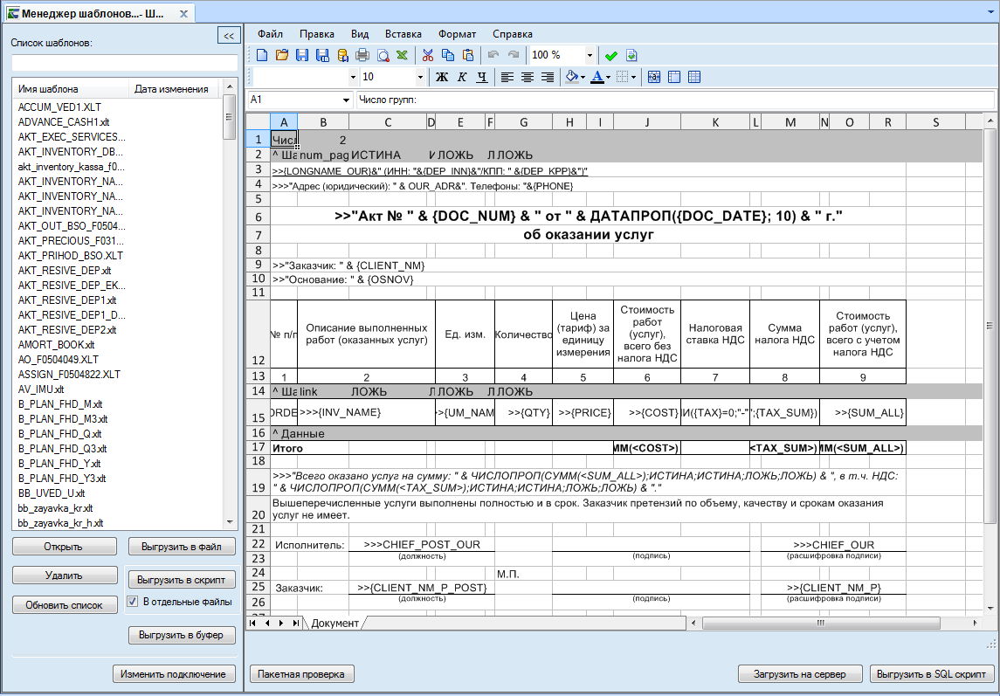 Менеджер шаблонов...- Ш...
Список шаблонов:
<<
Имя шаблона Дата изменения
ACCUM_VED1.XLT
ADVANCE_CASH1.xlt
AKT_EXEC_SERVICES...
AKT_INVENTORY_DB...
akt_inventory_kassa_f0...
AKT_INVENTORY_NA...
AKT_INVENTORY_NA...
AKT_INVENTORY_NA...
AKT_OUT_BSO_F0504...
AKT_PRECIOUS_F031...
AKT_PRIHOD_BSO.XLT
AKT_RESIVE_DEP.xlt
AKT_RESIVE_DEP_EK...
AKT_RESIVE_DEP1.xlt
AKT_RESIVE_DEP1_D...
AKT_RESIVE_DEP2.xlt
AMORT_BOOK.xlt
AO_F0504049.XLT
ASSIGN_F0504822.XLT
AV_IMU.xlt
B_PLAN_FHD_M.xlt
B_PLAN_FHD_M3.xlt
B_PLAN_FHD_Q.xlt
B_PLAN_FHD_Q3.xlt
B_PLAN_FHD_Y.xlt
B_PLAN_FHD_Y3.xlt
BB_UVED_U.xlt
bb_zayavka_kr.xlt
bb_zayavka_kr_h.xlt
Открыть Выгрузить в файл
Удалить Выгрузить в скрипт
Обновить список В отдельные файлы
Выгрузить в буфер
Изменить подключение
Файл Правка Вид Вставка Формат Справка
100 %
10 Ж К Ч
A1 Число групп:
A B C D E F G H I J K L M N O R S
1 Числ 2
2 ^ Ша num_pag ИСТИНА И ЛОЖЬ Л ЛОЖЬ
3 >>{LONGNAME_OUR}&" (ИНН: "&{DEP_INN}&"/КПП: " &{DEP_KPP}&")"
4 >>>"Адрес (юридический): " & OUR_ADR&". Телефоны: "&{PHONE}
5
6 >>"Акт № " & {DOC_NUM} & " от " & ДАТАПРОП({DOC_DATE}; 10) & " г."
7 об оказании услуг
8
9 >>"Заказчик: " & {CLIENT_NM}
10 >>"Основание: " & {OSNOV}
11
12 № п/п Описание выполненных работ (оказанных услуг) Ед. изм. Количество Цена (тариф) за единицу измерения Стоимость работ (услуг), всего без налога НДС Налоговая ставка НДС Сумма налога НДС Стоимость работ (услуг), всего с учетом налога НДС
13 1 2 3 4 5 6 7 8 9
14 ^ Ша link ЛОЖЬ Л ЛОЖЬ Л ЛОЖЬ
15 ORDE >>>{INV_NAME} >>{UM_NAM >>{QTY} >>{PRICE} >>{COST} И({TAX}=0;"-" ;{TAX_SUM}) >>{SUM_ALL}
16 ^ Данные
17 Итого ММ(<COST>) <TAX_SUM>) ММ(<SUM_ALL>)
18
19 >>>"Всего оказано услуг на сумму: " & ЧИСЛОПРОП(СУММ(<SUM_ALL>);ИСТИНА;ИСТИНА;ЛОЖЬ;ЛОЖЬ) & ", в т.ч. НДС:
" & ЧИСЛОПРОП(СУММ(<TAX_SUM>);ИСТИНА;ИСТИНА;ЛОЖЬ;ЛОЖЬ) & "."
20 Вышеперечисленные услуги выполнены полностью и в срок. Заказчик претензий по объему, качеству и срокам оказания
услуг не имеет.
21
22 Исполнитель: >>>CHIEF_POST_OUR >>>CHIEF_OUR
23 (должность) (подпись) (расшифровка подписи)
24 М.П.
25 Заказчик: >>{CLIENT_NM_P_POST} >>{CLIENT_NM_P}
26 (должность) (подпись) (расшифровка подписи)
Документ
Пакетная проверка Загрузить на сервер Выгрузить в SQL скрипт